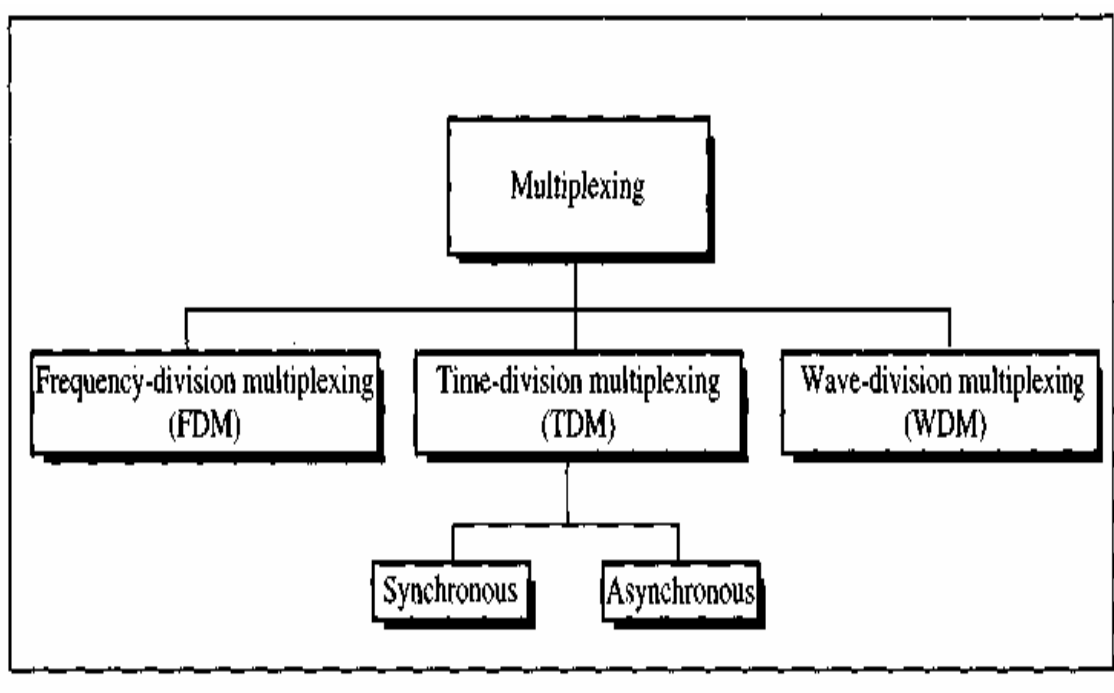 Multiplexing
Frequency-division multiplexing
(FDM)
Time-division multiplexing
(TDM)
Wave-division multiplexing
(WDM)
Synchronous
Asynchronous